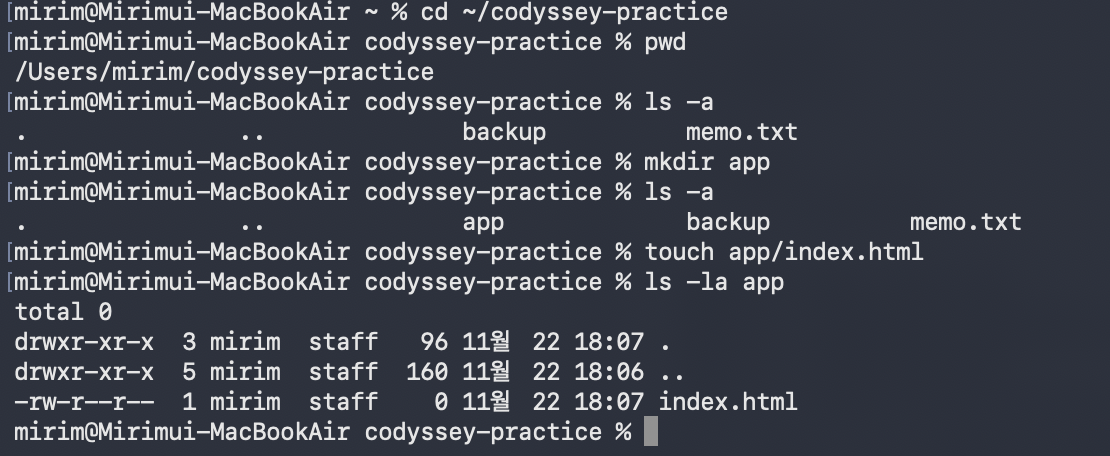 [mirim@Mirimui-MacBookAir ~ % cd ~/codyssey-practice
[mirim@Mirimui-MacBookAir codyssey-practice % pwd
/Users/mirim/codyssey-practice
[mirim@Mirimui-MacBookAir codyssey-practice % ls -a
. .. backup memo.txt
[mirim@Mirimui-MacBookAir codyssey-practice % mkdir app
[mirim@Mirimui-MacBookAir codyssey-practice % ls -a
. .. app backup memo.txt
[mirim@Mirimui-MacBookAir codyssey-practice % touch app/index.html
[mirim@Mirimui-MacBookAir codyssey-practice % ls -la app
total 0
drwxr-xr-x 3 mirim staff 96 11월 22 18:07 .
drwxr-xr-x 5 mirim staff 160 11월 22 18:06 ..
-rw-r--r-- 1 mirim staff 0 11월 22 18:07 index.html
mirim@Mirimui-MacBookAir codyssey-practice %